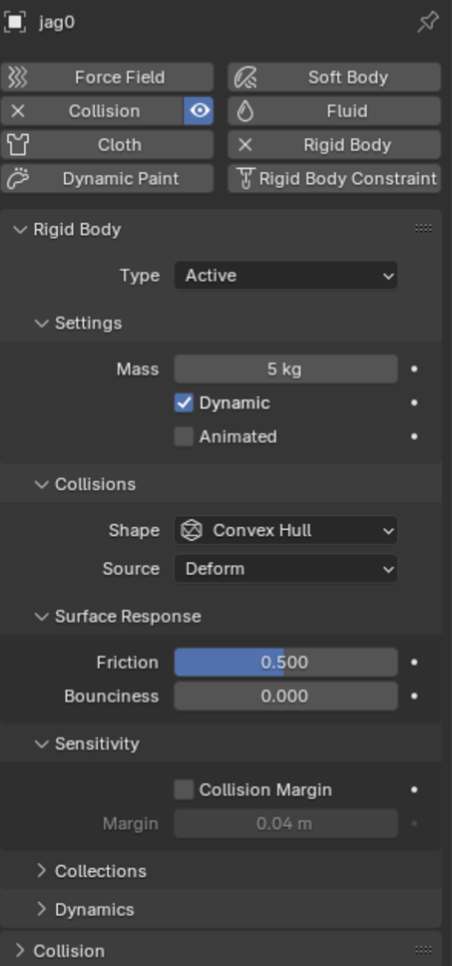 jag0
Force Field Soft Body
Collision Fluid
Cloth Rigid Body
Dynamic Paint Rigid Body Constraint
Rigid Body
Type Active
Settings
Mass 5 kg
Dynamic
Animated
Collisions
Shape Convex Hull
Source Deform
Surface Response
Friction 0.500
Bounciness 0.000
Sensitivity
Collision Margin
Margin 0.04 m
Collections
Dynamics
Collision